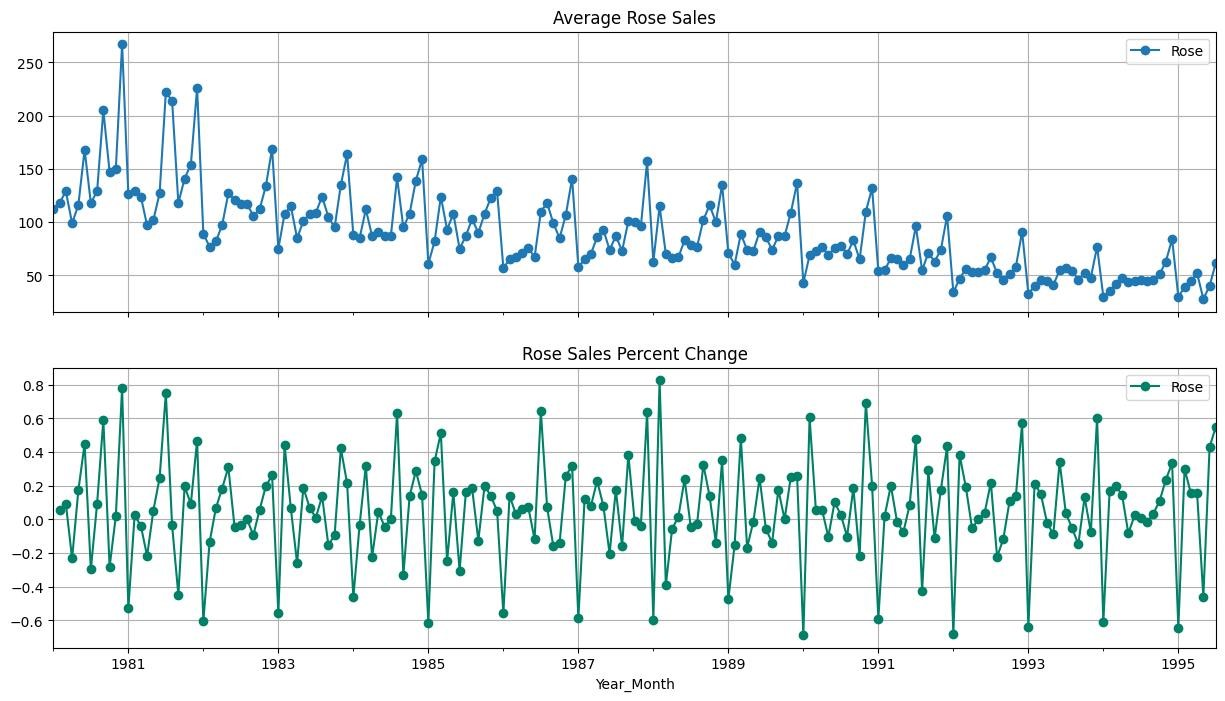 Average Rose Sales
250
200
150
100
50
Rose
Rose Sales Percent Change
0.8
0.6
0.4
0.2
0.0
−0.2
−0.4
−0.6
Rose
1981 1983 1985 1987 1989 1991 1993 1995
Year_Month